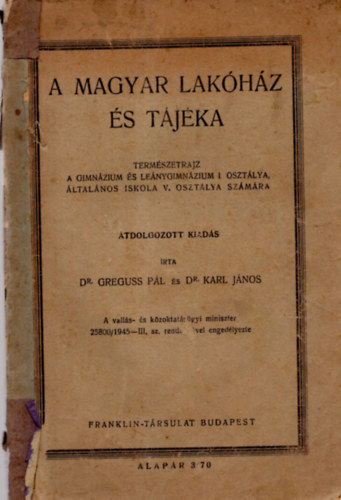 A MAGYAR LAKÓHÁZ
ÉS TÁJÉKA
TERMÉSZETRAJZ
A GIMNÁZIUM ÉS LEÁNYGIMNÁZIUM I. OSZTÁLYA,
ÁLTALÁNOS ISKOLA V. OSZTÁLYA SZÁMÁRA
ÁTDOLGOZOTT KIADÁS
ÍRTA
DR. GREGUSS PÁL ÉS DR. KARL JÁNOS
A vallás- és közoktatásügyi miniszter
25800/1945—III. sz. engedélyezte
FRANKLIN-TÁRSULAT BUDAPEST
ALAPÁR 3'70